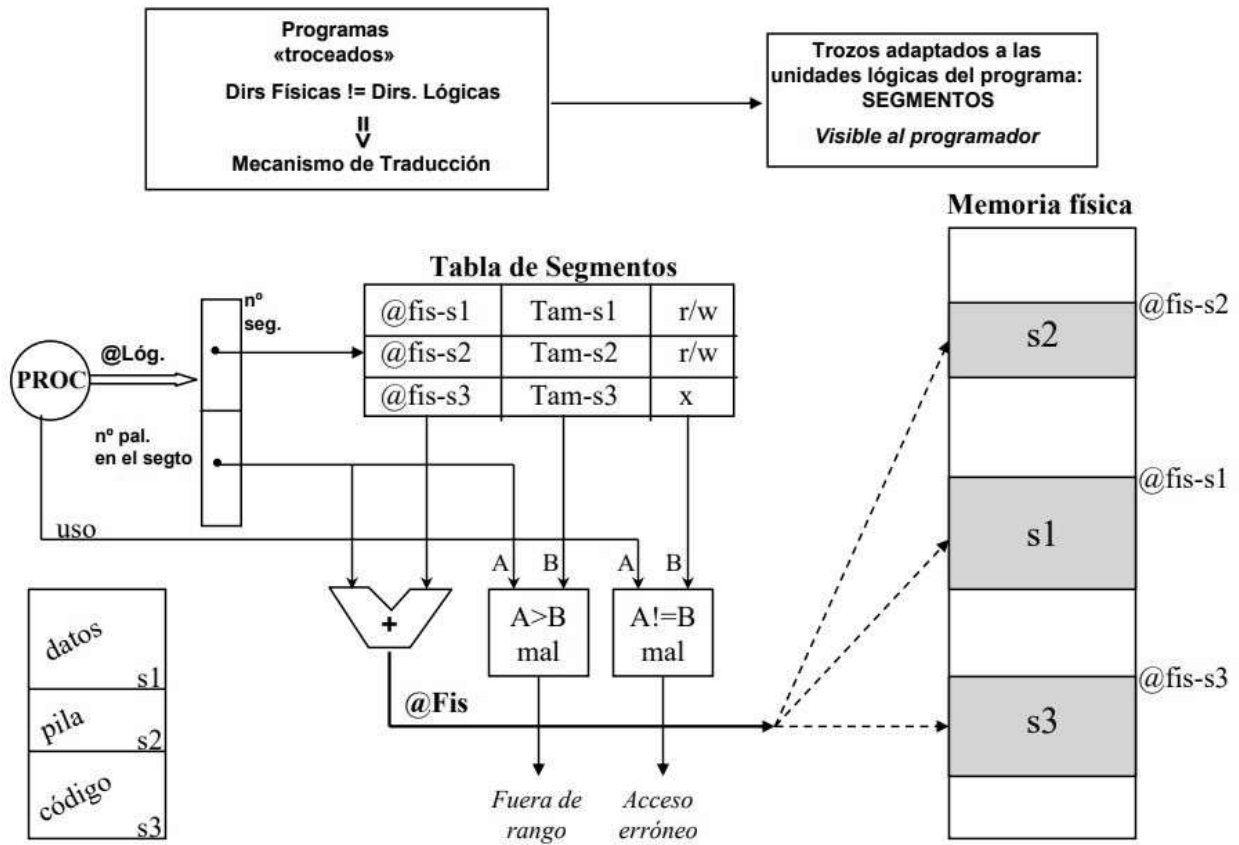 Programas
«troceados»
Dirs Físicas != Dirs. Lógicas
=>
Mecanismo de Traducción
Trozos adaptados a las
unidades lógicas del programa:
SEGMENTOS
Visible al programador
Memoria física
Tabla de Segmentos
nº
seg.
@fis-s1 Tam-s1 r/w
@fis-s2 Tam-s2 r/w
@fis-s3 Tam-s3 x
@Lóg.
PROC
nº pal.
en el segto
uso
A B A B
+
A>B
mal
A!=B
mal
@Fis
Fuera de
rango
Acceso
erróneo
datos
s1
pila
s2
código
s3
@fis-s2
s2
@fis-s1
s1
@fis-s3
s3